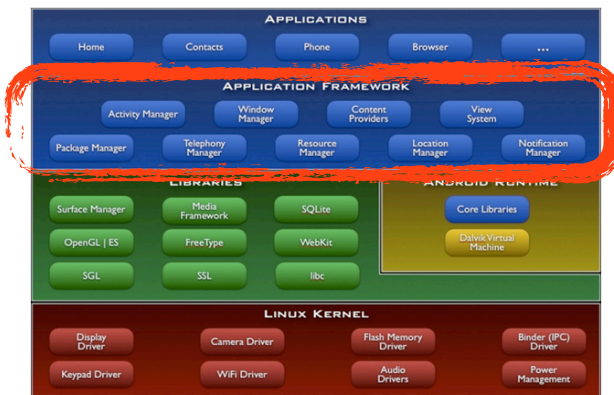 APPLICATIONS
Home
Contacts
Phone
Browser
...
APPLICATION FRAMEWORK
Activity Manager
Window
Manager
Content
Providers
View
System
Package Manager
Telephony
Manager
Resource
Manager
Location
Manager
Notification
Manager
LIBRARIES
Surface Manager
Media
Framework
SQLite
OpenGL | ES
FreeType
WebKit
SGL
SSL
libc
ANDROID RUNTIME
Core Libraries
Dalvik Virtual
Machine
LINUX KERNEL
Display
Driver
Camera Driver
Flash Memory
Driver
Binder (IPC)
Driver
Keypad Driver
WiFi Driver
Audio
Drivers
Power
Management